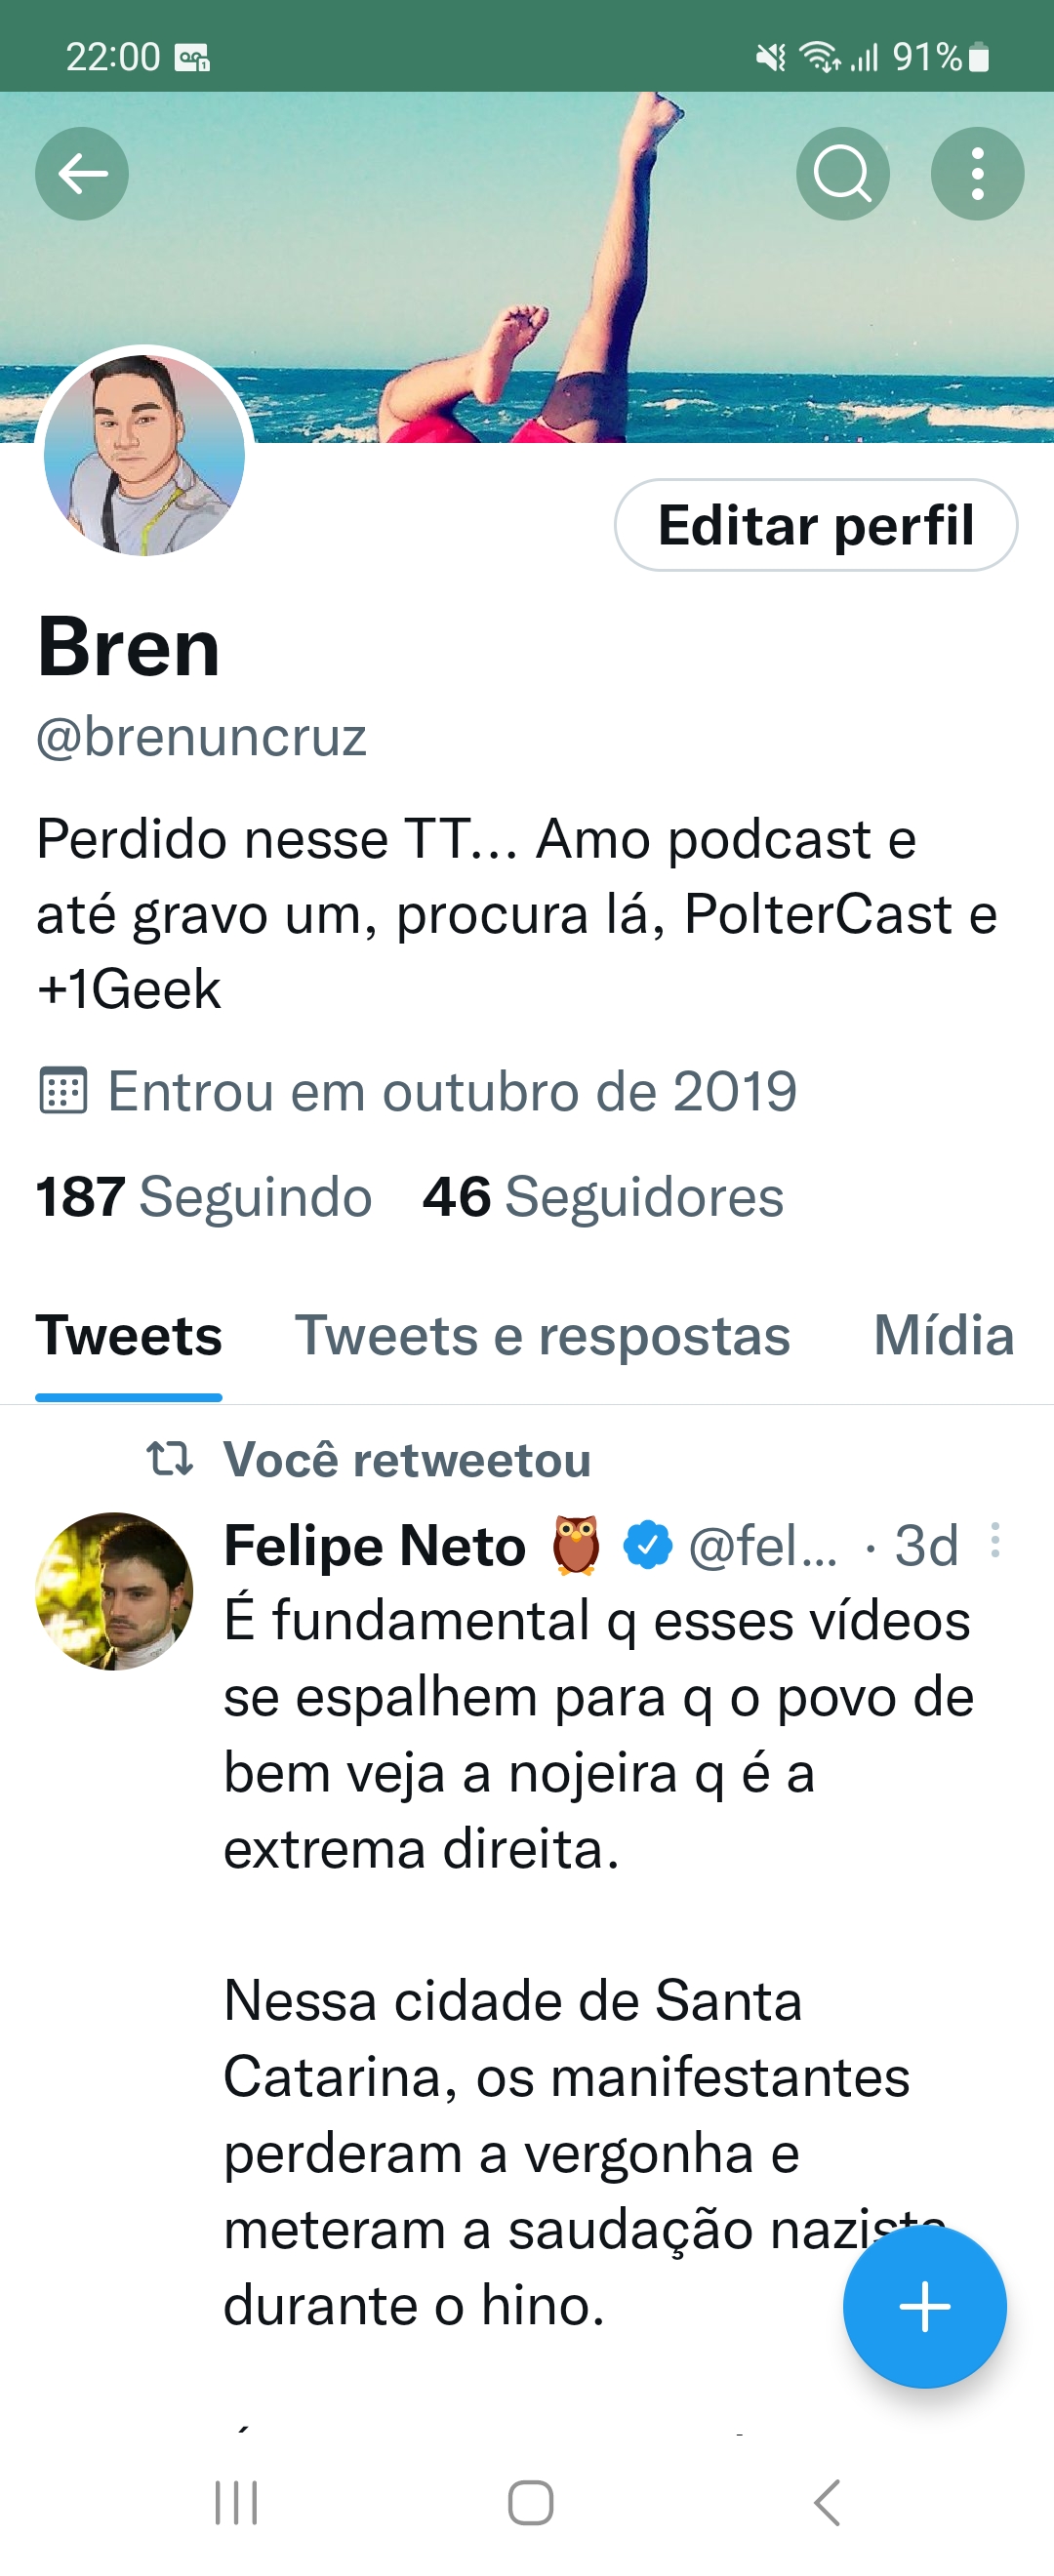 22:00
91%
Editar perfil
Bren
@brenuncruz
Perdido nesse TT... Amo podcast e
até gravo um, procura lá, PolterCast e
+1Geek
Entrou em outubro de 2019
187 Seguindo 46 Seguidores
Tweets Tweets e respostas Mídia
Você retweetou
Felipe Neto 🦉 @fel... · 3d
É fundamental q esses vídeos
se espalhem para q o povo de
bem veja a nojeira q é a
extrema direita.
Nessa cidade de Santa
Catarina, os manifestantes
perderam a vergonha e
meteram a saudação nazista
durante o hino.